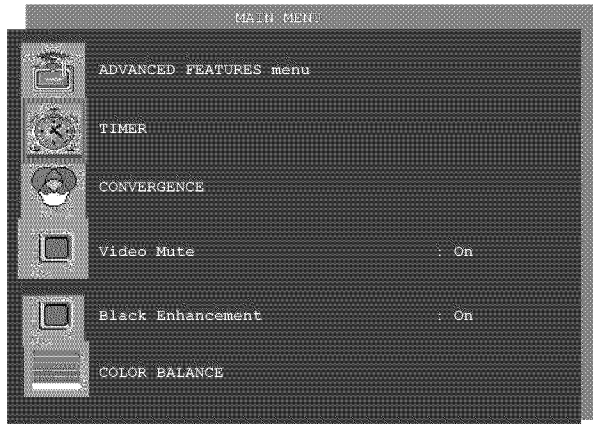 MAIN MENU
ADVANCED FEATURES menu
TIMER
CONVERGENCE
Video Mute : On
Black Enhancement : On
COLOR BALANCE